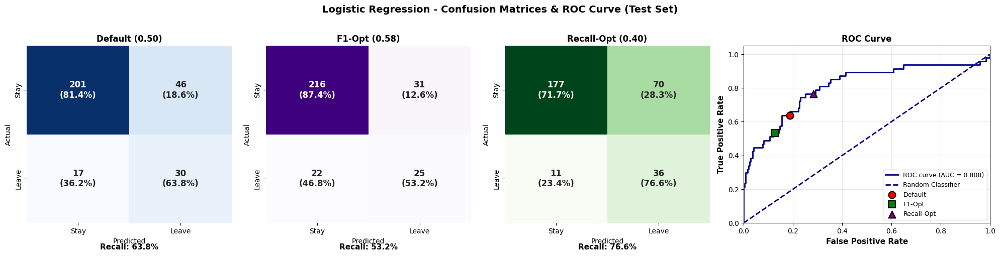 Logistic Regression - Confusion Matrices & ROC Curve (Test Set)
Default (0.50)
Actual
Stay
Leave
201
(81.4%)
46
(18.6%)
17
(36.2%)
30
(63.8%)
Stay
Leave
Predicted
Recall: 63.8%
F1-Opt (0.58)
Actual
Stay
Leave
216
(87.4%)
31
(12.6%)
22
(46.8%)
25
(53.2%)
Stay
Leave
Predicted
Recall: 53.2%
Recall-Opt (0.40)
Actual
Stay
Leave
177
(71.7%)
70
(28.3%)
11
(23.4%)
36
(76.6%)
Stay
Leave
Predicted
Recall: 76.6%
ROC Curve
True Positive Rate
1.0
0.8
0.6
0.4
0.2
0.0
ROC curve (AUC = 0.808)
Random Classifier
Default
F1-Opt
Recall-Opt
0.0
0.2
0.4
0.6
0.8
1.0
False Positive Rate